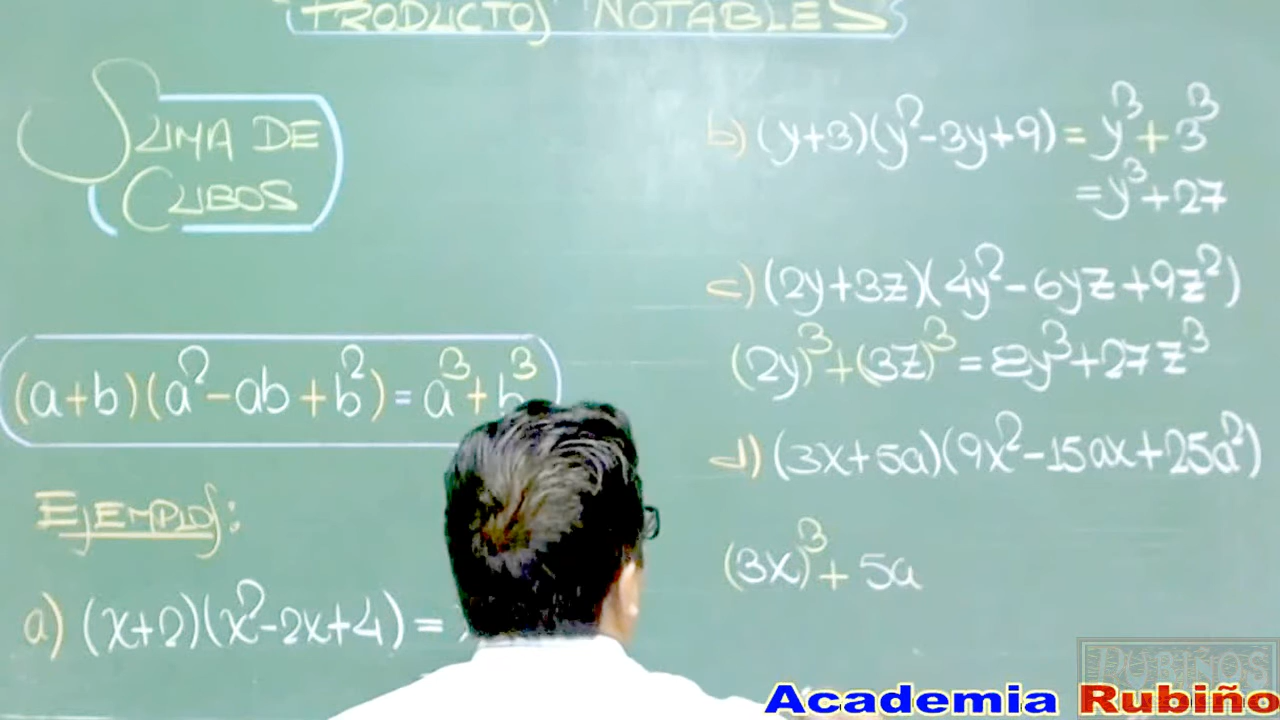 PRODUCTOS NOTABLES
SUMA DE
CUBOS
(a+b)(a²-ab+b²)=a³+b³
EJEMPLOS:
a) (x+2)(x²-2x+4)=
b) (y+3)(y²-3y+9)=y³+3³
=y³+27
c) (2y+3z)(4y²-6yz+9z²)
(2y)³+(3z)³=8y³+27z³
d) (3x+5a)(9x²-15ax+25a²)
(3x)³+5a
RUBIÑOS
Academia Rubiño